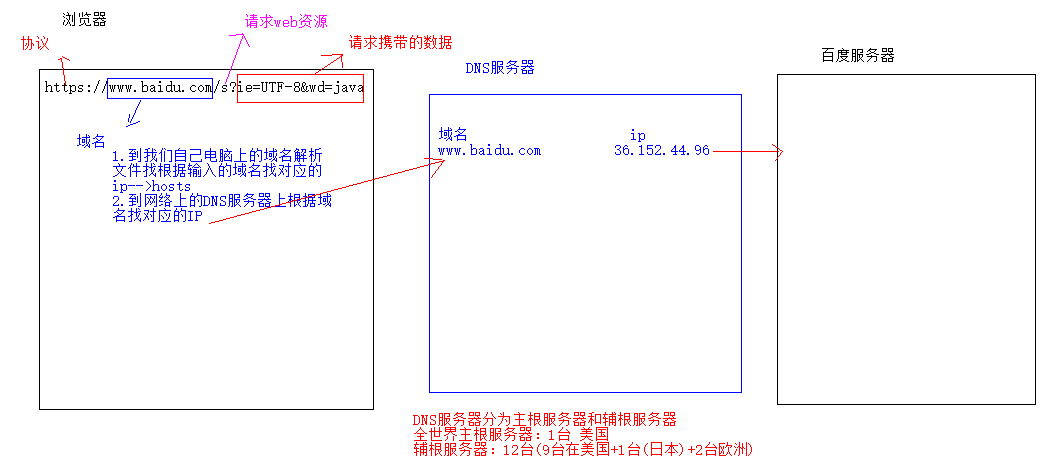 浏览器
请求web资源
协议
请求携带的数据
https://www.baidu.com/s?ie=UTF-8&wd=java
域名
1.到我们自己电脑上的域名解析
文件找根据输入的域名找对应的
ip-->hosts
2.到网络上的DNS服务器上根据域
名找对应的IP
DNS服务器
域名 ip
www.baidu.com 36.152.44.96
百度服务器
DNS服务器分为主根服务器和辅根服务器
全世界主根服务器：1台 美国
辅根服务器：12台(9台在美国+1台(日本)+2台欧洲)